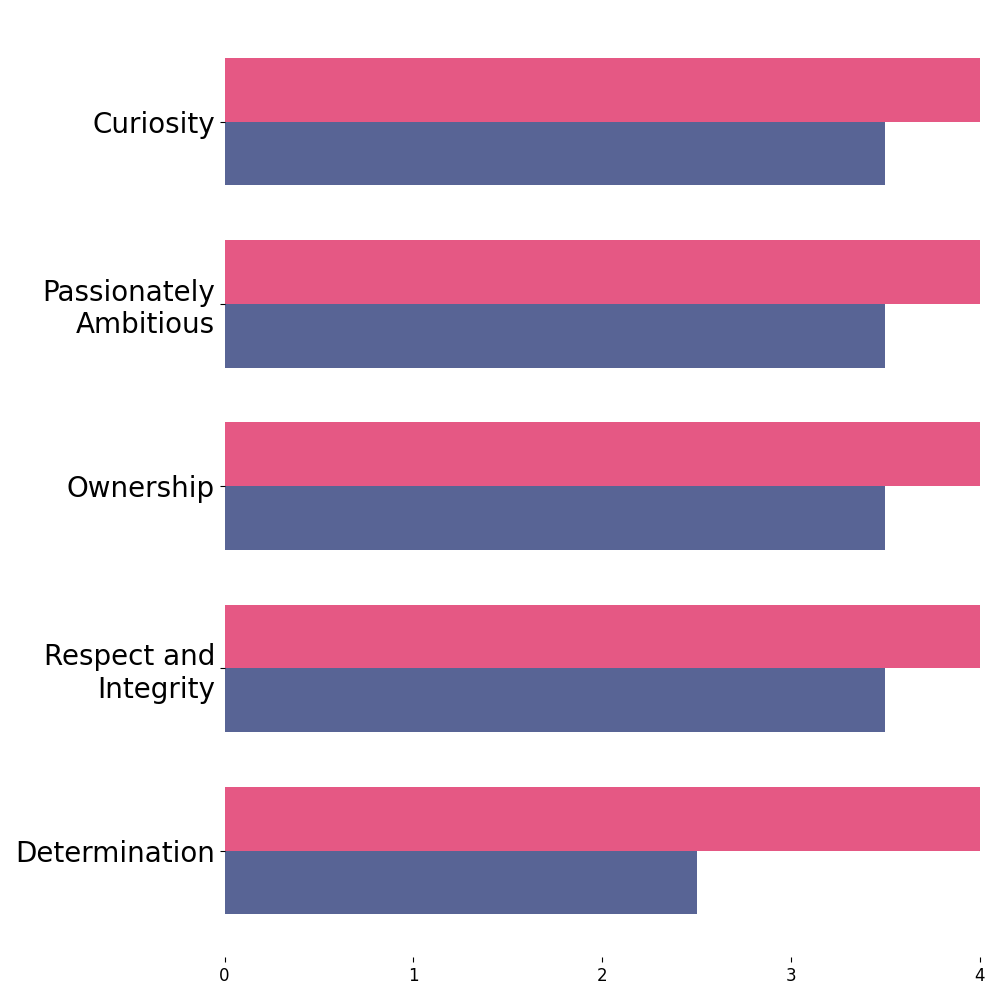 Curiosity
Passionately
Ambitious
Ownership
Respect and
Integrity
Determination
0 1 2 3 4